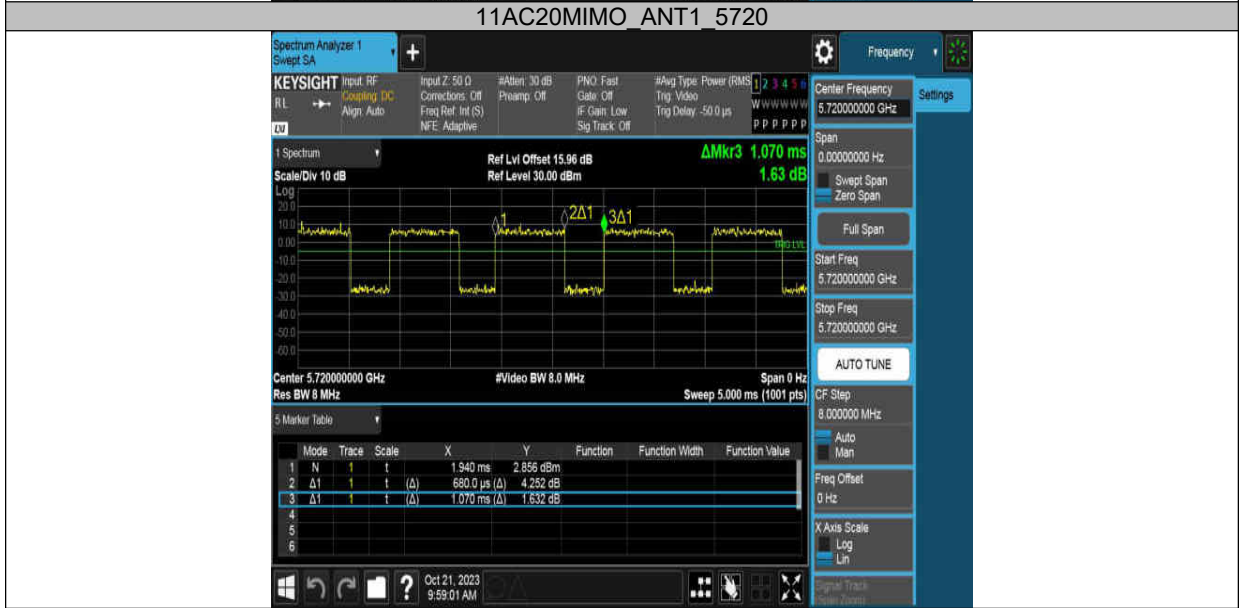 11AC20MIMO_ANT1_5720
Spectrum Analyzer 1
Swept SA
+
Frequency
KEYSIGHT Input: RF Input Z: 50 Ω #Atten: 30 dB PNO: Fast #Avg Type: Power (RMS 1 2 3 4 5 6
RL Coupling: DC Corrections: Off Preamp: Off Gate: Off Trig: Video W W W W W W
Align: Auto Freq Ref: Int (S) IF Gain: Low Trig Delay: -50.0 µs
NFE: Adaptive Sig Track: Off P P P P P P
LXI
Center Frequency
5.720000000 GHz
Settings
1 Spectrum
Ref Lvl Offset 15.96 dB
ΔMkr3 1.070 ms
Scale/Div 10 dB
Ref Level 30.00 dBm
1.63 dB
Span
0.00000000 Hz
Swept Span
Zero Span
Log
20.0
10.0
0.00
-10.0
-20.0
-30.0
-40.0
-50.0
-60.0
1
2Δ1
3Δ1
TRIG LVL
Full Span
Start Freq
5.720000000 GHz
Stop Freq
5.720000000 GHz
AUTO TUNE
Center 5.720000000 GHz #Video BW 8.0 MHz Span 0 Hz
Res BW 8 MHz Sweep 5.000 ms (1001 pts)
CF Step
8.000000 MHz
Auto
Man
5 Marker Table
Mode Trace Scale X Y Function Function Width Function Value
1 N 1 t 1.940 ms 2.856 dBm
2 Δ1 1 t (Δ) 680.0 µs (Δ) 4.252 dB
3 Δ1 1 t (Δ) 1.070 ms (Δ) 1.632 dB
4
5
6
Freq Offset
0 Hz
X Axis Scale
Log
Lin
Signal Track
?
Oct 21, 2023
9:59:01 AM